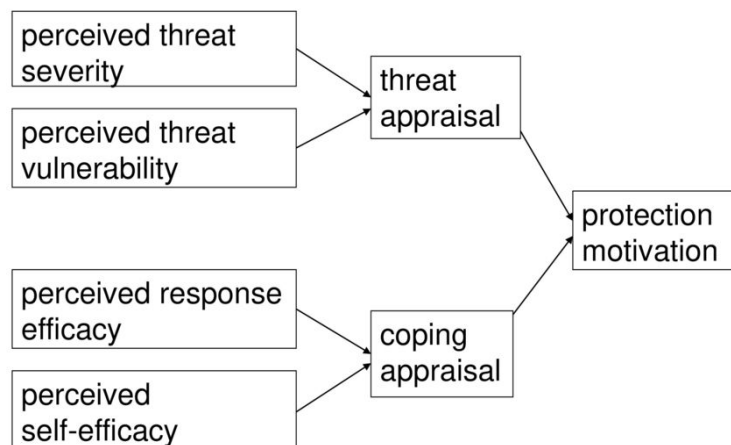 perceived threat
severity
perceived threat
vulnerability
threat
appraisal
protection
motivation
perceived response
efficacy
perceived
self-efficacy
coping
appraisal